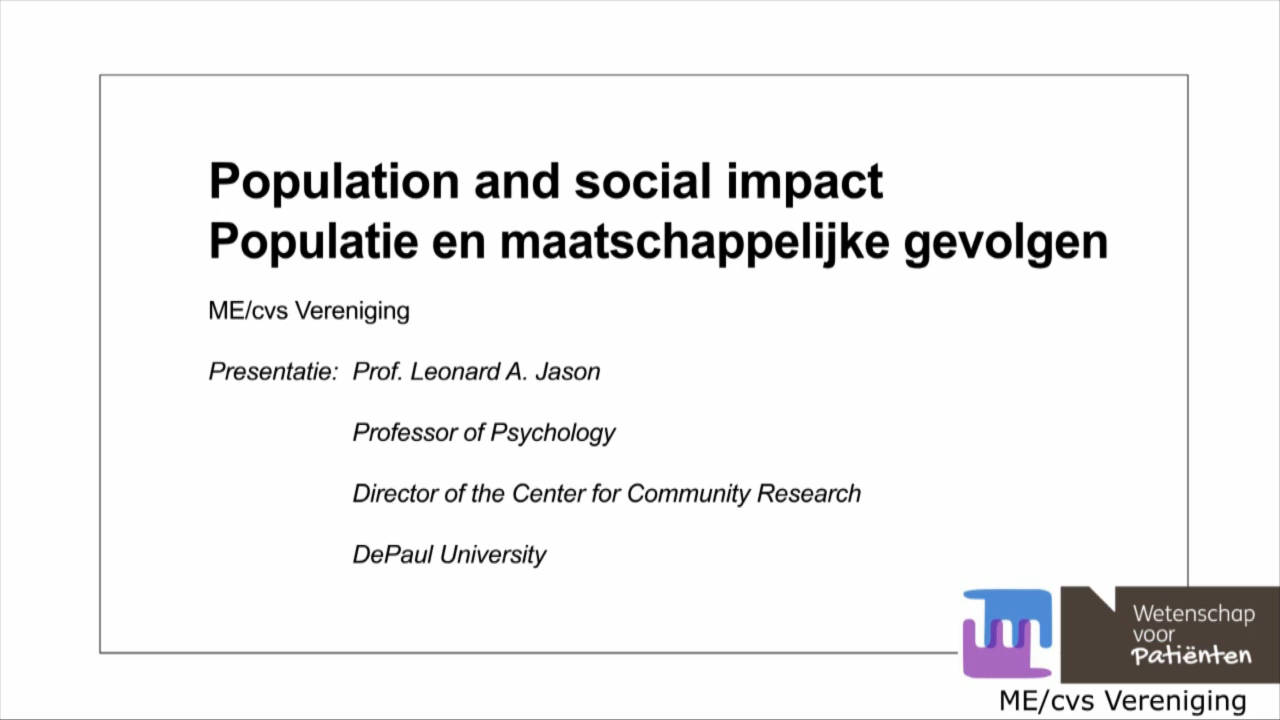 Population and social impact
Populatie en maatschappelijke gevolgen
ME/cvs Vereniging
Presentatie: Prof. Leonard A. Jason
Professor of Psychology
Director of the Center for Community Research
DePaul University
Wetenschap
voor
Patiënten
ME/cvs Vereniging